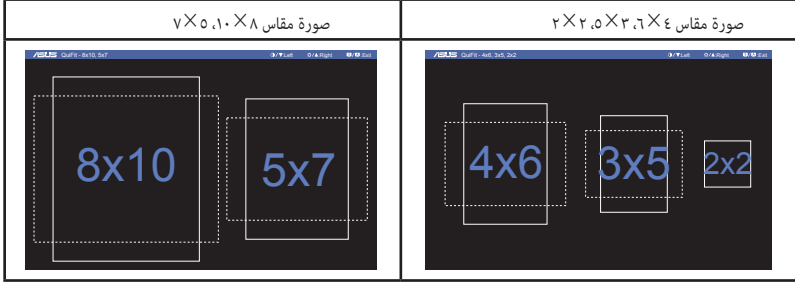 صورة مقاس ٤×٦، ٣×٥، ٢×٢
صورة مقاس ٨×١٠، ٥×٧
ASUS QuiFit - 4x6, 3x5, 2x2 /▼:Left /▲:Right :Exit
4x6
3x5
2x2
ASUS QuiFit - 8x10, 5x7 /▼:Left /▲:Right :Exit
8x10
5x7